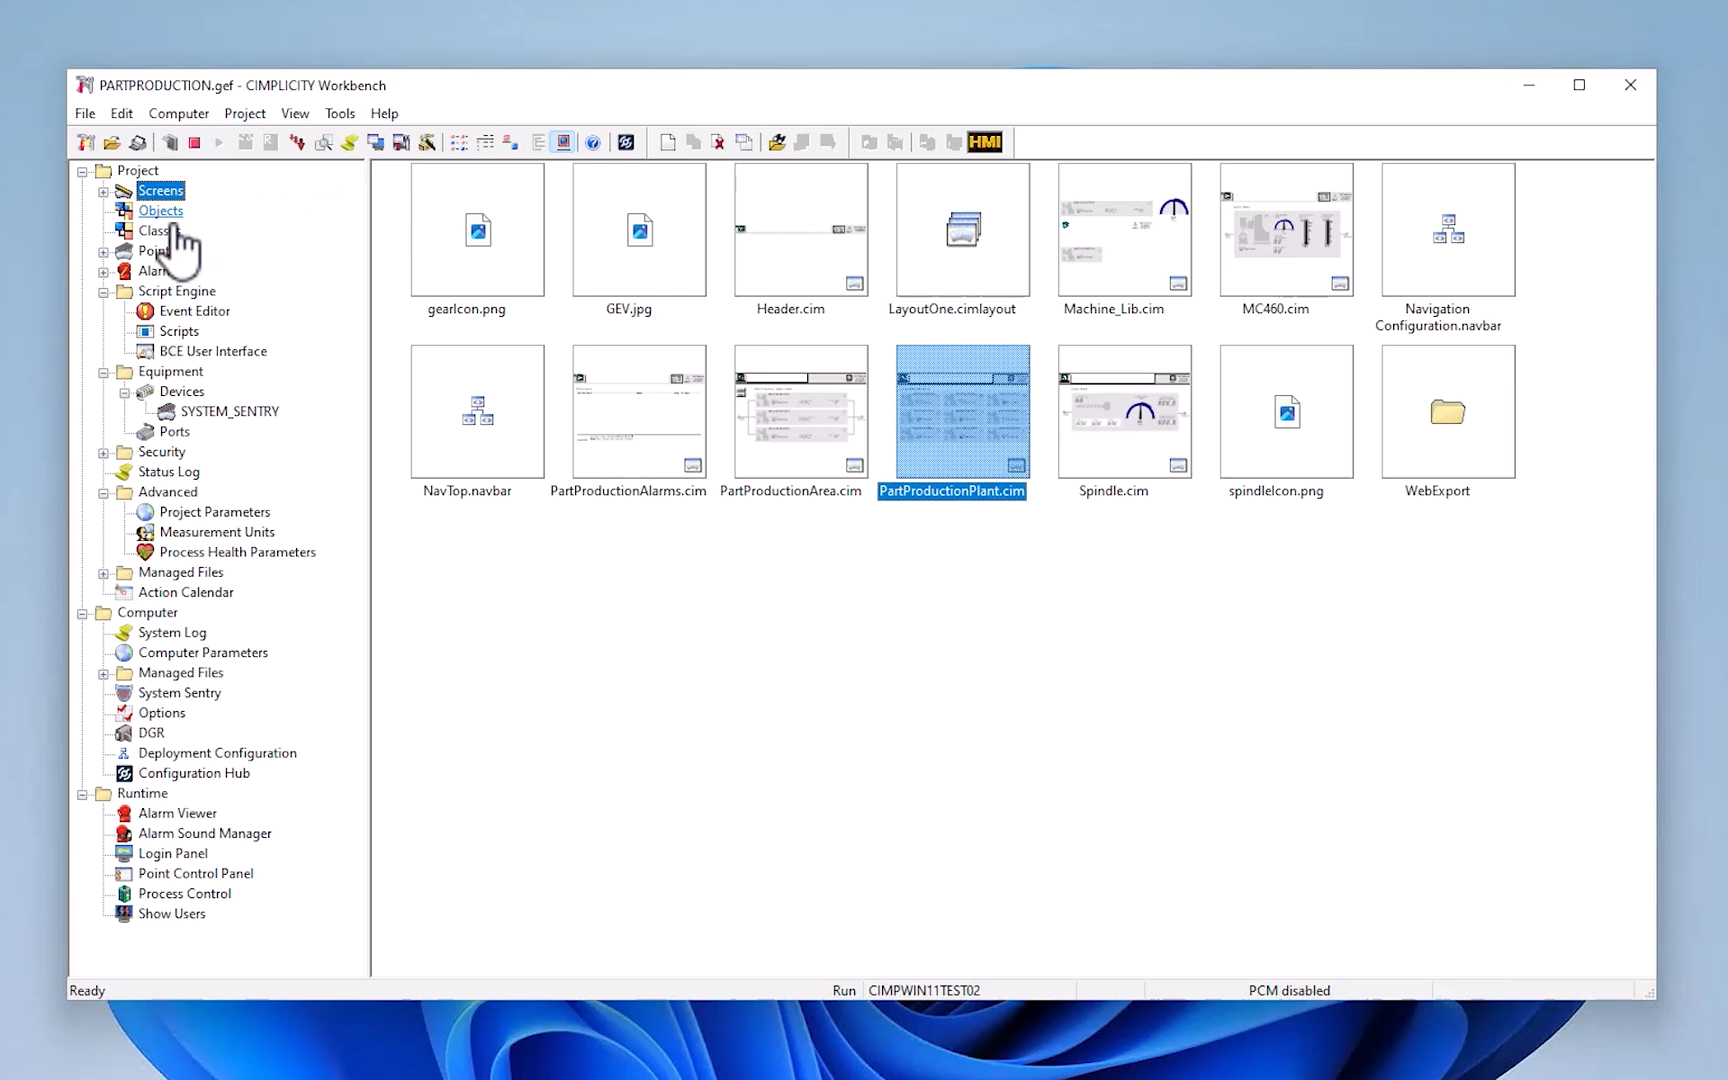 PARTPRODUCTION.gef - CIMPLICITY Workbench
File Edit Computer Project View Tools Help
HMI
Project
Screens
Objects
Script Engine
Event Editor
Scripts
BCE User Interface
Equipment
Devices
SYSTEM_SENTRY
Ports
Security
Status Log
Advanced
Project Parameters
Measurement Units
Process Health Parameters
Managed Files
Action Calendar
Computer
System Log
Computer Parameters
Managed Files
System Sentry
Options
DGR
Deployment Configuration
Configuration Hub
Runtime
Alarm Viewer
Alarm Sound Manager
Login Panel
Point Control Panel
Process Control
Show Users
gearIcon.png
GEV.jpg
Header.cim
LayoutOne.cimlayout
Machine_Lib.cim
MC460.cim
Navigation
Configuration.navbar
NavTop.navbar
PartProductionAlarms.cim
PartProductionArea.cim
PartProductionPlant.cim
Spindle.cim
spindleIcon.png
WebExport
Ready
Run
CIMPWIN11TEST02
PCM disabled